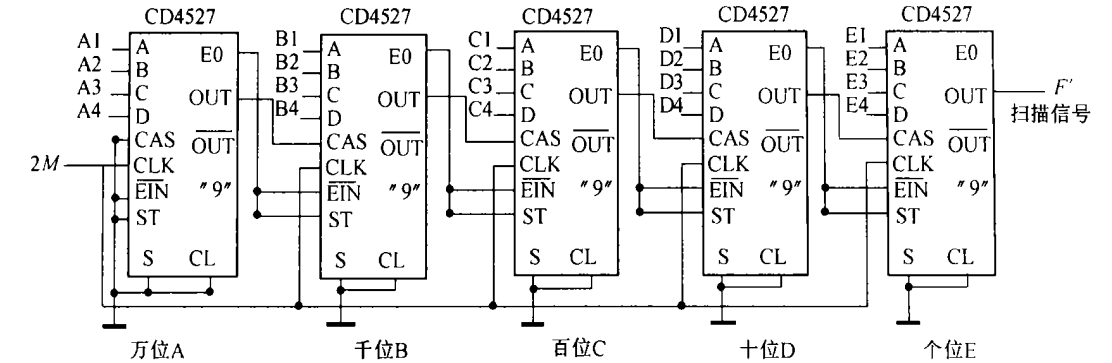 CD4527 CD4527 CD4527 CD4527 CD4527
A1 A E0 B1 A E0 C1 A E0 D1 A E0 E1 A E0
A2 B B2 B C2 B D2 B E2 B
A3 C OUT B3 C OUT C3 C OUT D3 C OUT E3 C OUT F'
A4 D B4 D C4 D D4 D E4 D 扫描信号
CAS OUT CAS OUT CAS OUT CAS OUT CAS OUT
2M CLK CLK CLK CLK CLK
EIN "9" EIN "9" EIN "9" EIN "9" EIN "9"
ST ST ST ST ST
S CL S CL S CL S CL S CL
万位A 千位B 百位C 十位D 个位E